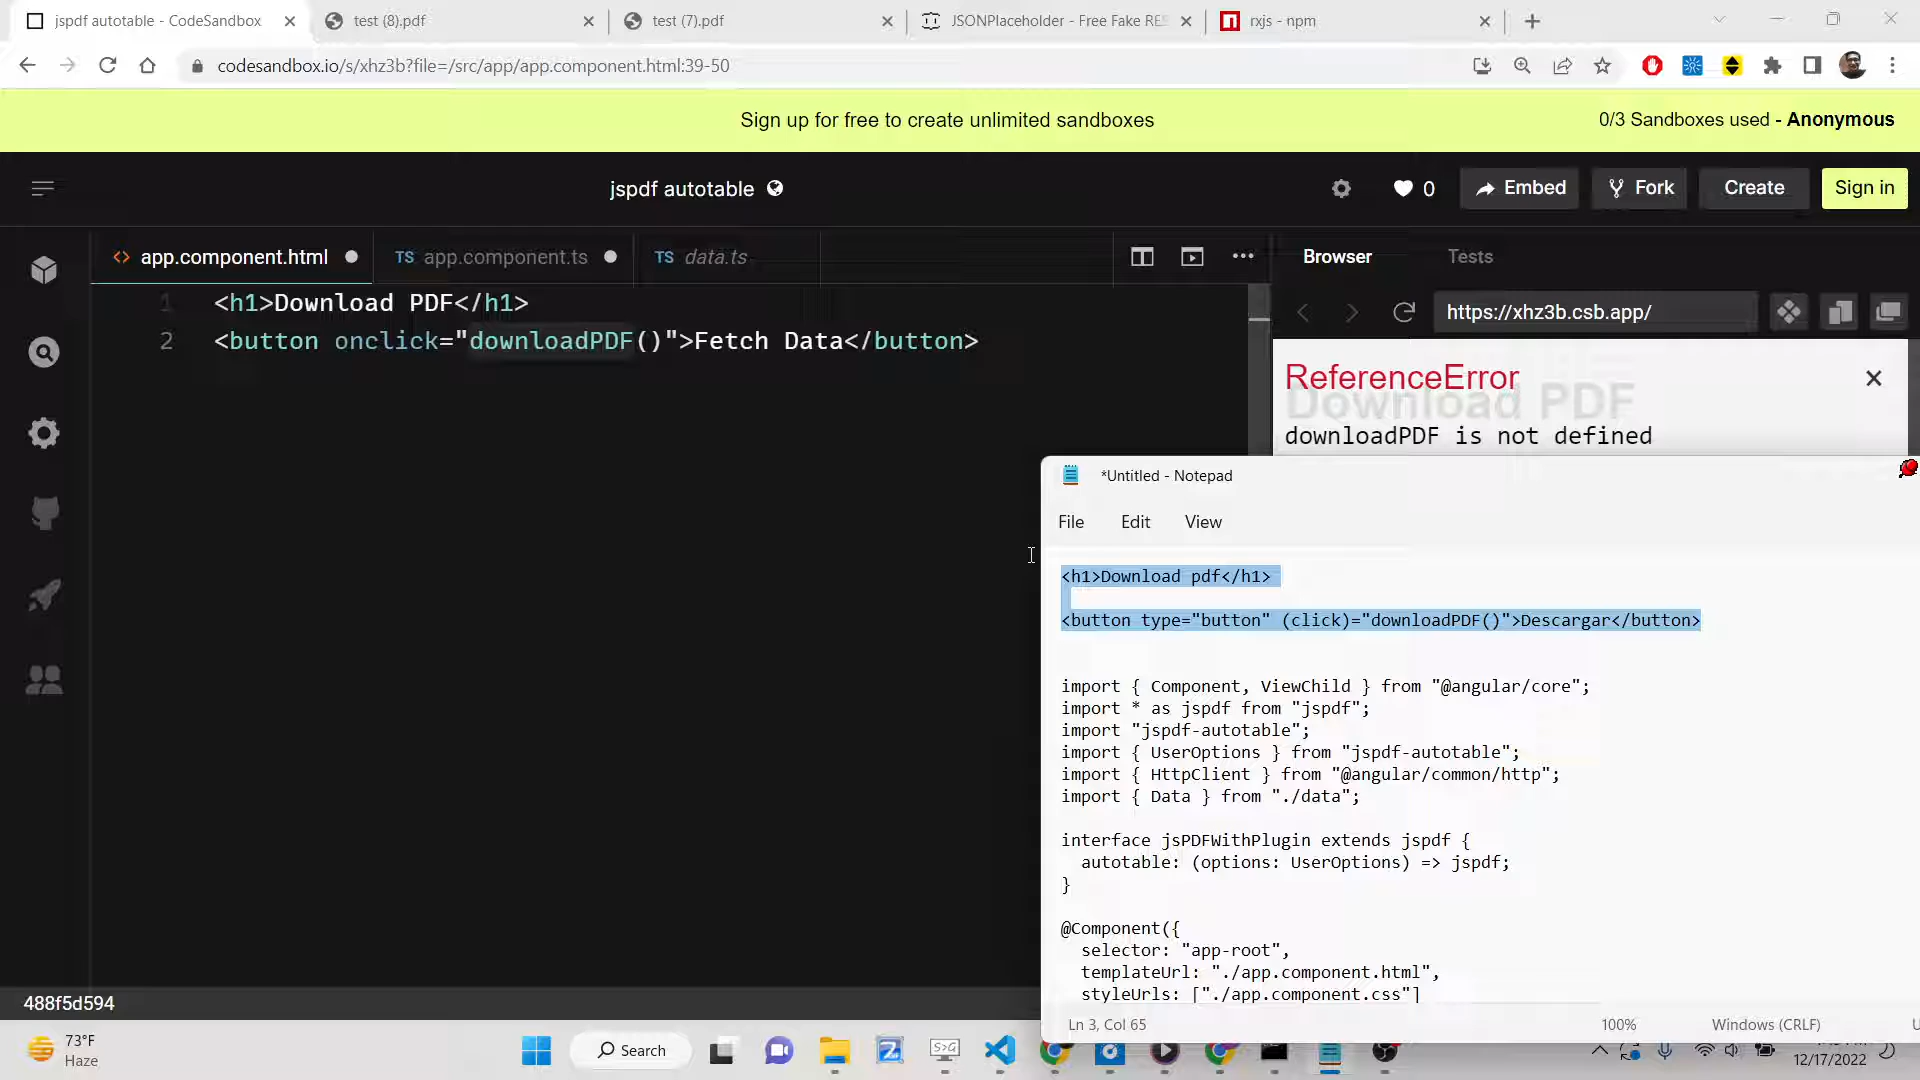 jspdf autotable - CodeSandbox
test (8).pdf
test (7).pdf
JSONPlaceholder - Free Fake RES
rxjs - npm
codesandbox.io/s/xhz3b?file=/src/app/app.component.html:39-50
Sign up for free to create unlimited sandboxes
0/3 Sandboxes used - Anonymous
jspdf autotable
0
Embed
Fork
Create
Sign in
<> app.component.html
TS app.component.ts
TS data.ts
Browser
Tests
https://xhz3b.csb.app/
1 <h1>Download PDF</h1>
2 <button onclick="downloadPDF()">Fetch Data</button>
ReferenceError
Download PDF
downloadPDF is not defined
*Untitled - Notepad
File Edit View
<h1>Download pdf</h1>
<button type="button" (click)="downloadPDF()">Descargar</button>
import { Component, ViewChild } from "@angular/core";
import * as jspdf from "jspdf";
import "jspdf-autotable";
import { UserOptions } from "jspdf-autotable";
import { HttpClient } from "@angular/common/http";
import { Data } from "./data";
interface jsPDFWithPlugin extends jspdf {
autotable: (options: UserOptions) => jspdf;
}
@Component({
selector: "app-root",
templateUrl: "./app.component.html",
styleUrls: ["./app.component.css"]
Ln 3, Col 65
100%
Windows (CRLF)
488f5d594
73°F
Haze
Search
12/17/2022